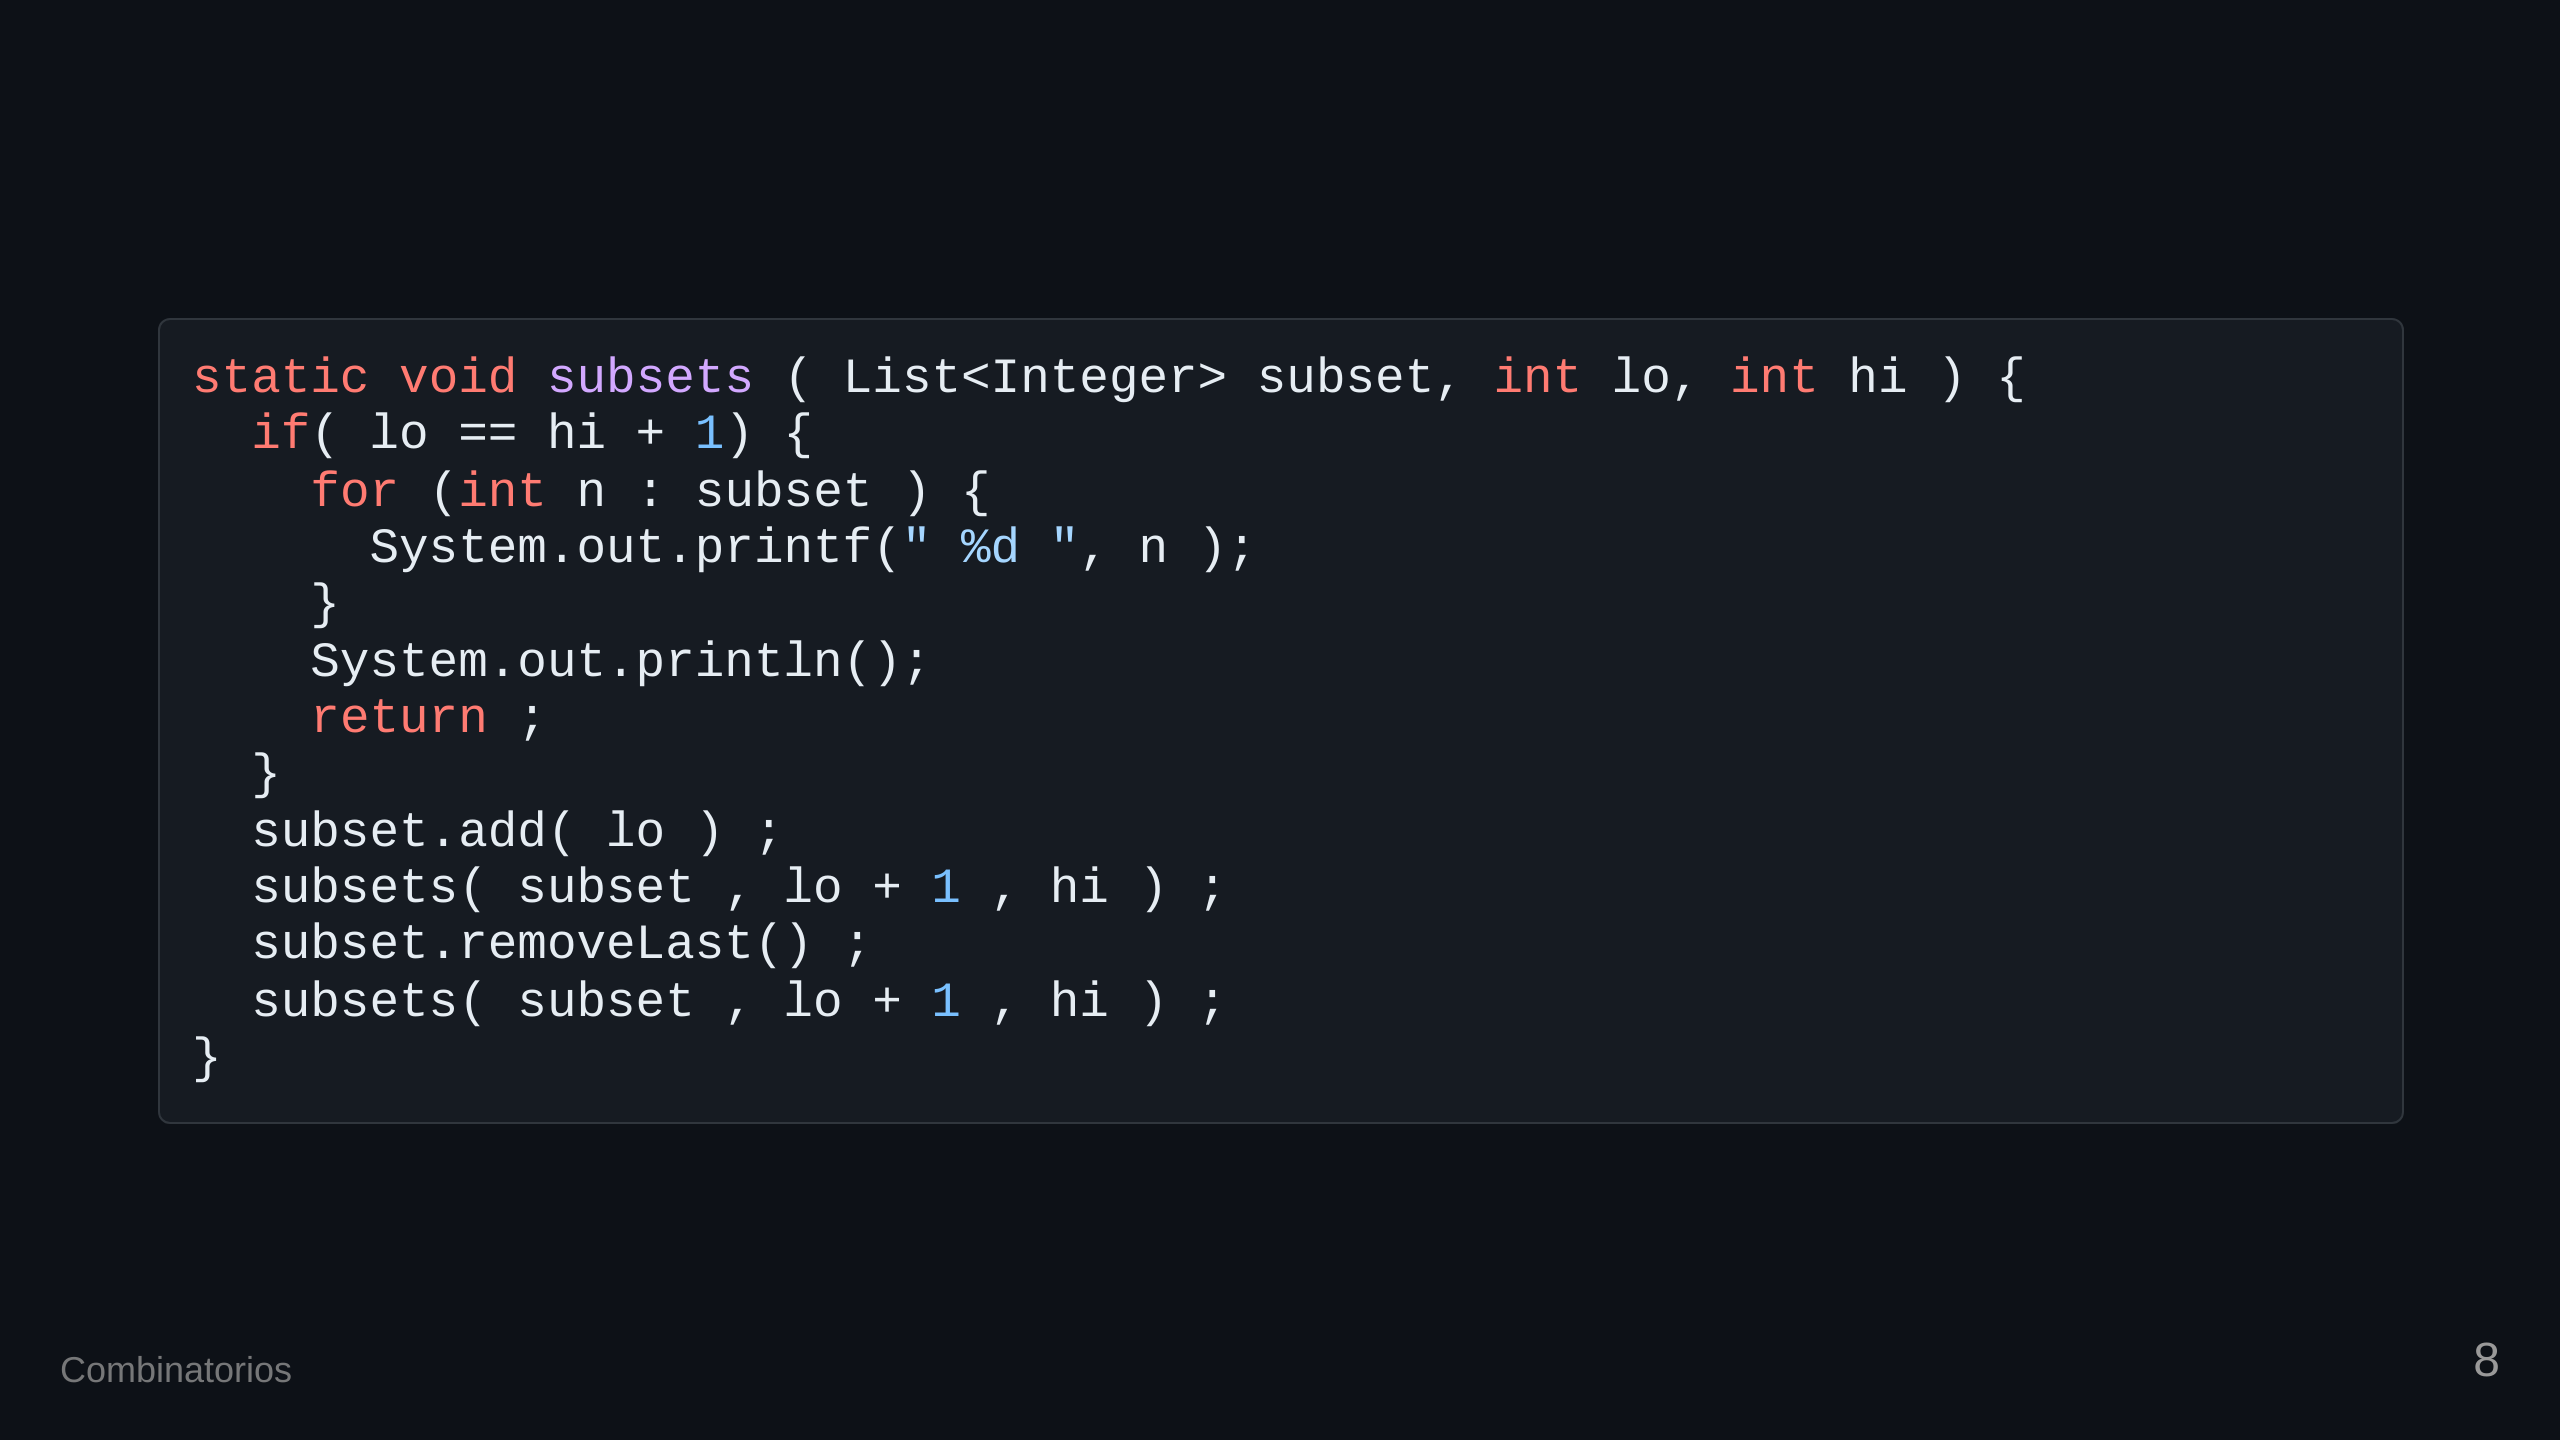 static void subsets ( List<Integer> subset, int lo, int hi ) {
  if( lo == hi + 1) {
    for (int n : subset ) {
      System.out.printf(" %d ", n );
    }
    System.out.println();
    return ;
  }
  subset.add( lo ) ;
  subsets( subset , lo + 1 , hi ) ;
  subset.removeLast() ;
  subsets( subset , lo + 1 , hi ) ;
}
Combinatorios
8